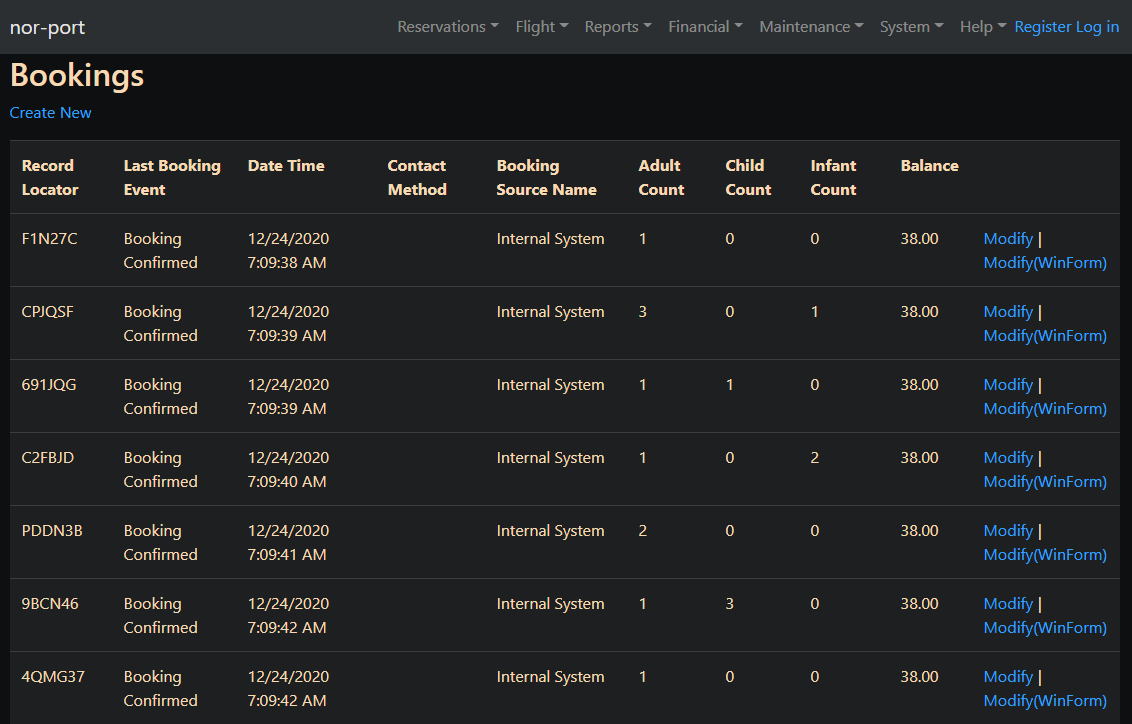 nor-port Reservations Flight Reports Financial Maintenance System Help Register Log in
Bookings
Create New
Record Locator Last Booking Event Date Time Contact Method Booking Source Name Adult Count Child Count Infant Count Balance
F1N27C Booking Confirmed 12/24/2020 7:09:38 AM Internal System 1 0 0 38.00 Modify | Modify(WinForm)
CPJQSF Booking Confirmed 12/24/2020 7:09:39 AM Internal System 3 0 1 38.00 Modify | Modify(WinForm)
691JQG Booking Confirmed 12/24/2020 7:09:39 AM Internal System 1 1 0 38.00 Modify | Modify(WinForm)
C2FBJD Booking Confirmed 12/24/2020 7:09:40 AM Internal System 1 0 2 38.00 Modify | Modify(WinForm)
PDDN3B Booking Confirmed 12/24/2020 7:09:41 AM Internal System 2 0 0 38.00 Modify | Modify(WinForm)
9BCN46 Booking Confirmed 12/24/2020 7:09:42 AM Internal System 1 3 0 38.00 Modify | Modify(WinForm)
4QMG37 Booking Confirmed 12/24/2020 7:09:42 AM Internal System 1 0 0 38.00 Modify | Modify(WinForm)